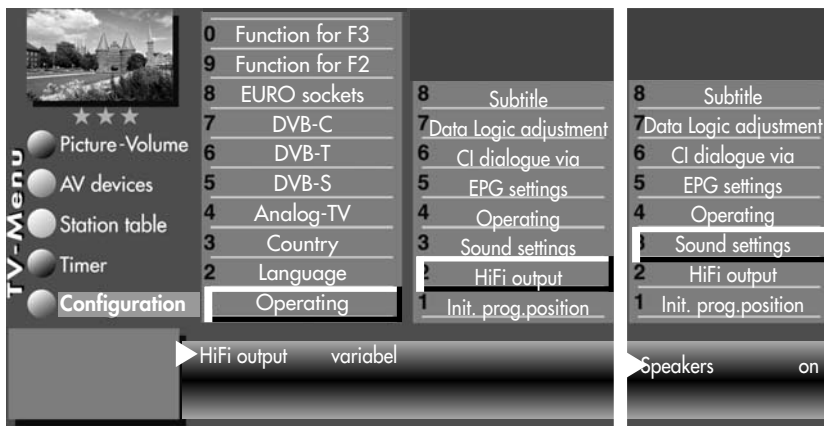 TV-Menu
Picture-Volume
AV devices
Station table
Timer
Configuration
0 Function for F3
9 Function for F2
8 EURO sockets
7 DVB-C
6 DVB-T
5 DVB-S
4 Analog-TV
3 Country
2 Language
Operating
8 Subtitle
7 Data Logic adjustment
6 CI dialogue via
5 EPG settings
4 Operating
3 Sound settings
2 HiFi output
1 Init. prog.position
HiFi output variabel
8 Subtitle
7 Data Logic adjustment
6 CI dialogue via
5 EPG settings
4 Operating
3 Sound settings
2 HiFi output
1 Init. prog.position
Speakers on